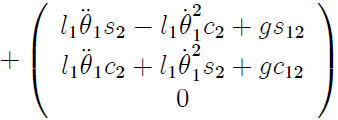 + ( l₁θ̈₁s₂ − l₁θ̇₁²c₂ + gs₁₂
l₁θ̈₁c₂ + l₁θ̇₁²s₂ + gc₁₂
0 )